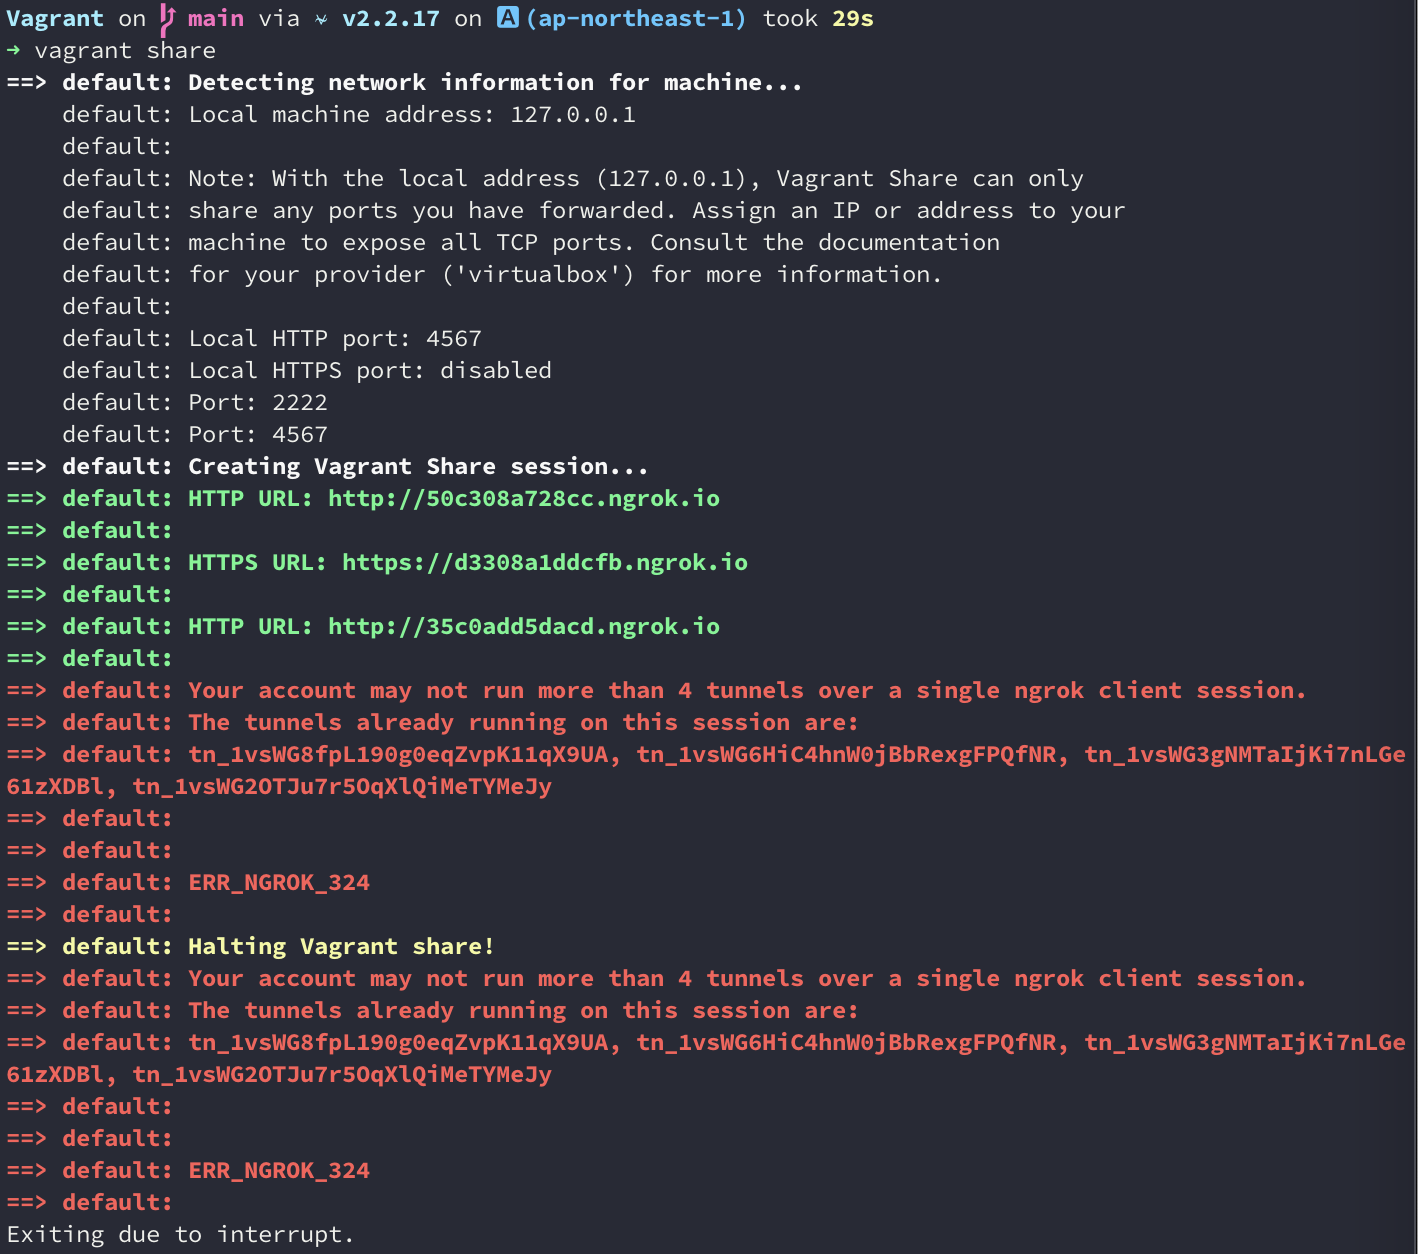 Vagrant on main via v2.2.17 on A (ap-northeast-1) took 29s
→ vagrant share
==> default: Detecting network information for machine...
default: Local machine address: 127.0.0.1
default:
default: Note: With the local address (127.0.0.1), Vagrant Share can only
default: share any ports you have forwarded. Assign an IP or address to your
default: machine to expose all TCP ports. Consult the documentation
default: for your provider ('virtualbox') for more information.
default:
default: Local HTTP port: 4567
default: Local HTTPS port: disabled
default: Port: 2222
default: Port: 4567
==> default: Creating Vagrant Share session...
==> default: HTTP URL: http://50c308a728cc.ngrok.io
==> default:
==> default: HTTPS URL: https://d3308a1ddcfb.ngrok.io
==> default:
==> default: HTTP URL: http://35c0add5dacd.ngrok.io
==> default:
==> default: Your account may not run more than 4 tunnels over a single ngrok client session.
==> default: The tunnels already running on this session are:
==> default: tn_1vsWG8fpL190g0eqZvpK11qX9UA, tn_1vsWG6HiC4hnW0jBbRexgFPQfNR, tn_1vsWG3gNMTaIjKi7nLGe
61zXDBl, tn_1vsWG2OTJu7r5OqXlQiMeTYMeJy
==> default:
==> default:
==> default: ERR_NGROK_324
==> default:
==> default: Halting Vagrant share!
==> default: Your account may not run more than 4 tunnels over a single ngrok client session.
==> default: The tunnels already running on this session are:
==> default: tn_1vsWG8fpL190g0eqZvpK11qX9UA, tn_1vsWG6HiC4hnW0jBbRexgFPQfNR, tn_1vsWG3gNMTaIjKi7nLGe
61zXDBl, tn_1vsWG2OTJu7r5OqXlQiMeTYMeJy
==> default:
==> default:
==> default: ERR_NGROK_324
==> default:
Exiting due to interrupt.